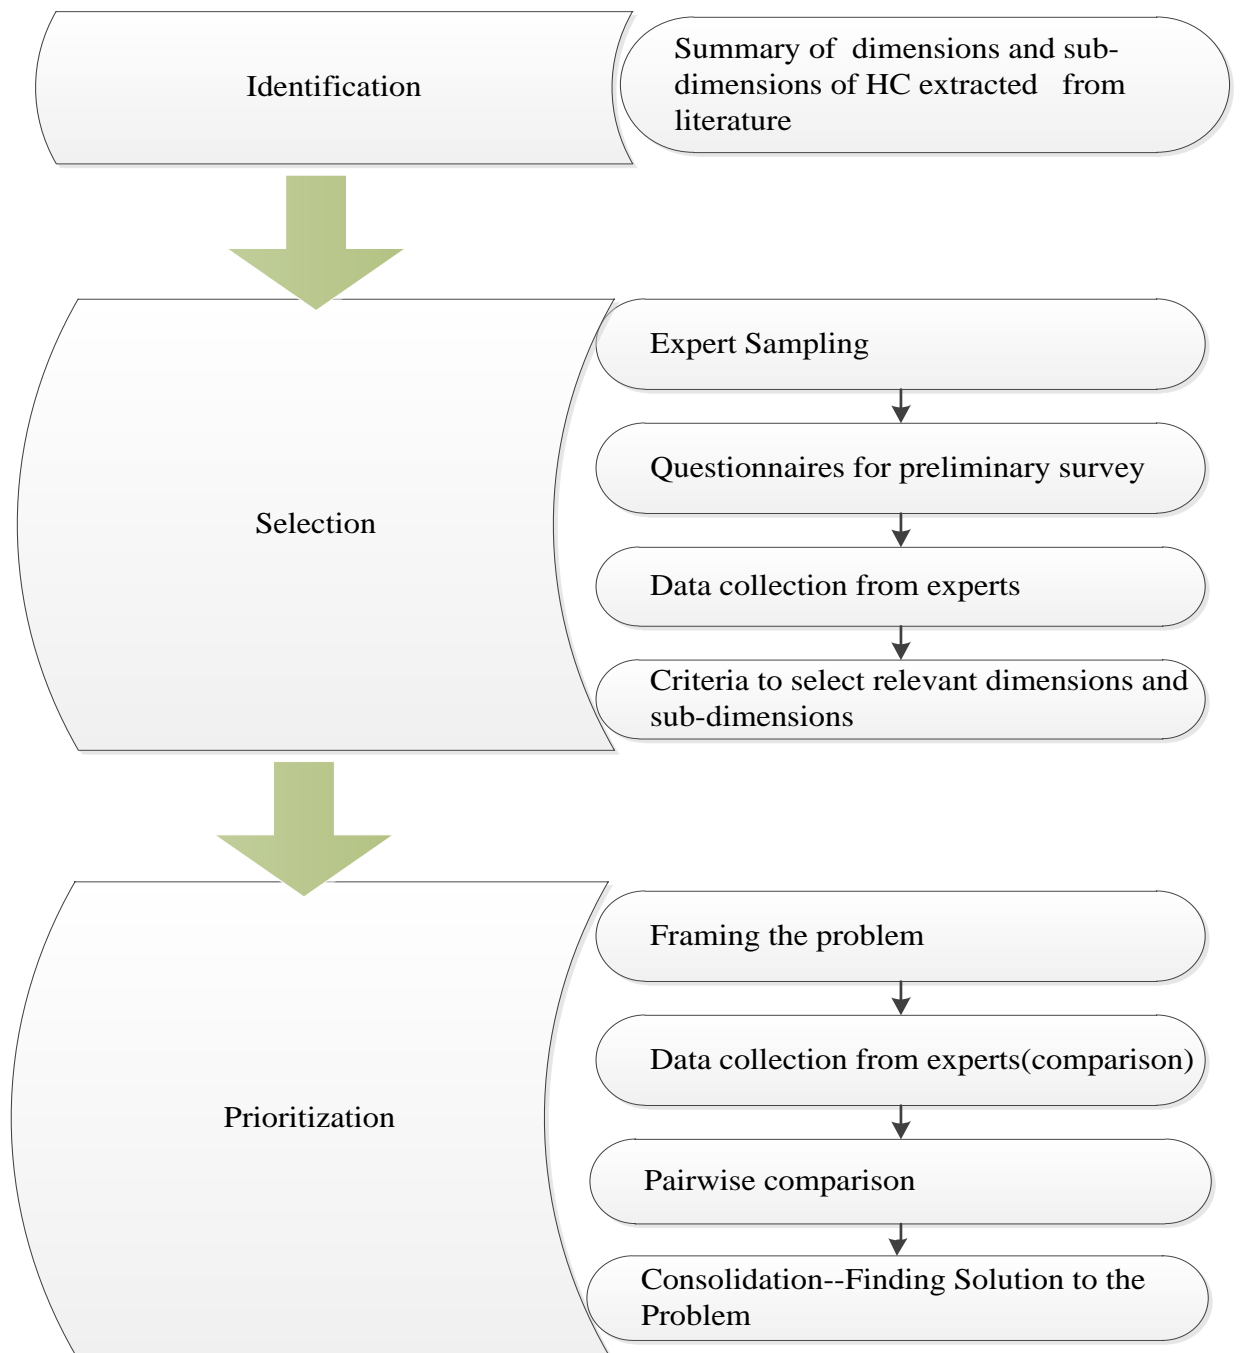 Identification
Summary of dimensions and sub-
dimensions of HC extracted from
literature
Selection
Expert Sampling
Questionnaires for preliminary survey
Data collection from experts
Criteria to select relevant dimensions and
sub-dimensions
Prioritization
Framing the problem
Data collection from experts(comparison)
Pairwise comparison
Consolidation--Finding Solution to the
Problem